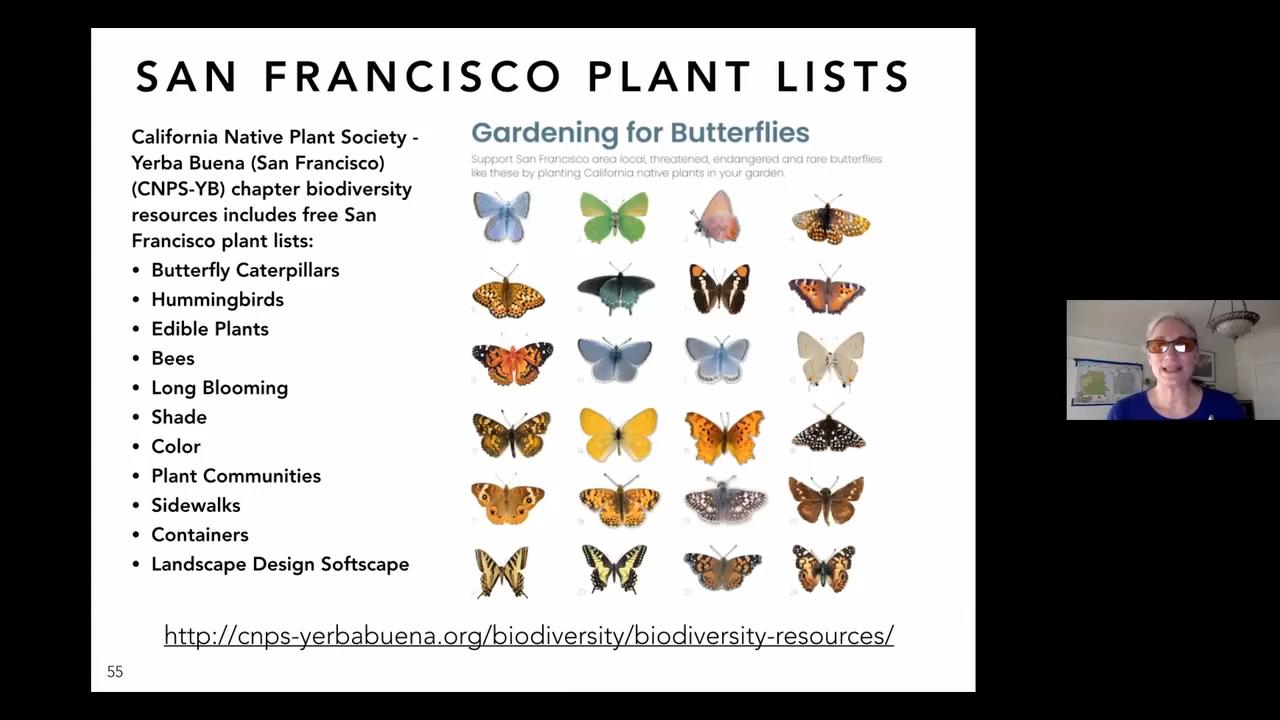 SAN FRANCISCO PLANT LISTS
California Native Plant Society -
Yerba Buena (San Francisco)
(CNPS-YB) chapter biodiversity
resources includes free San
Francisco plant lists:
• Butterfly Caterpillars
• Hummingbirds
• Edible Plants
• Bees
• Long Blooming
• Shade
• Color
• Plant Communities
• Sidewalks
• Containers
• Landscape Design Softscape
Gardening for Butterflies
Support San Francisco area local, threatened, endangered and rare butterflies
like these by planting California native plants in your garden.
http://cnps-yerbabuena.org/biodiversity/biodiversity-resources/
55